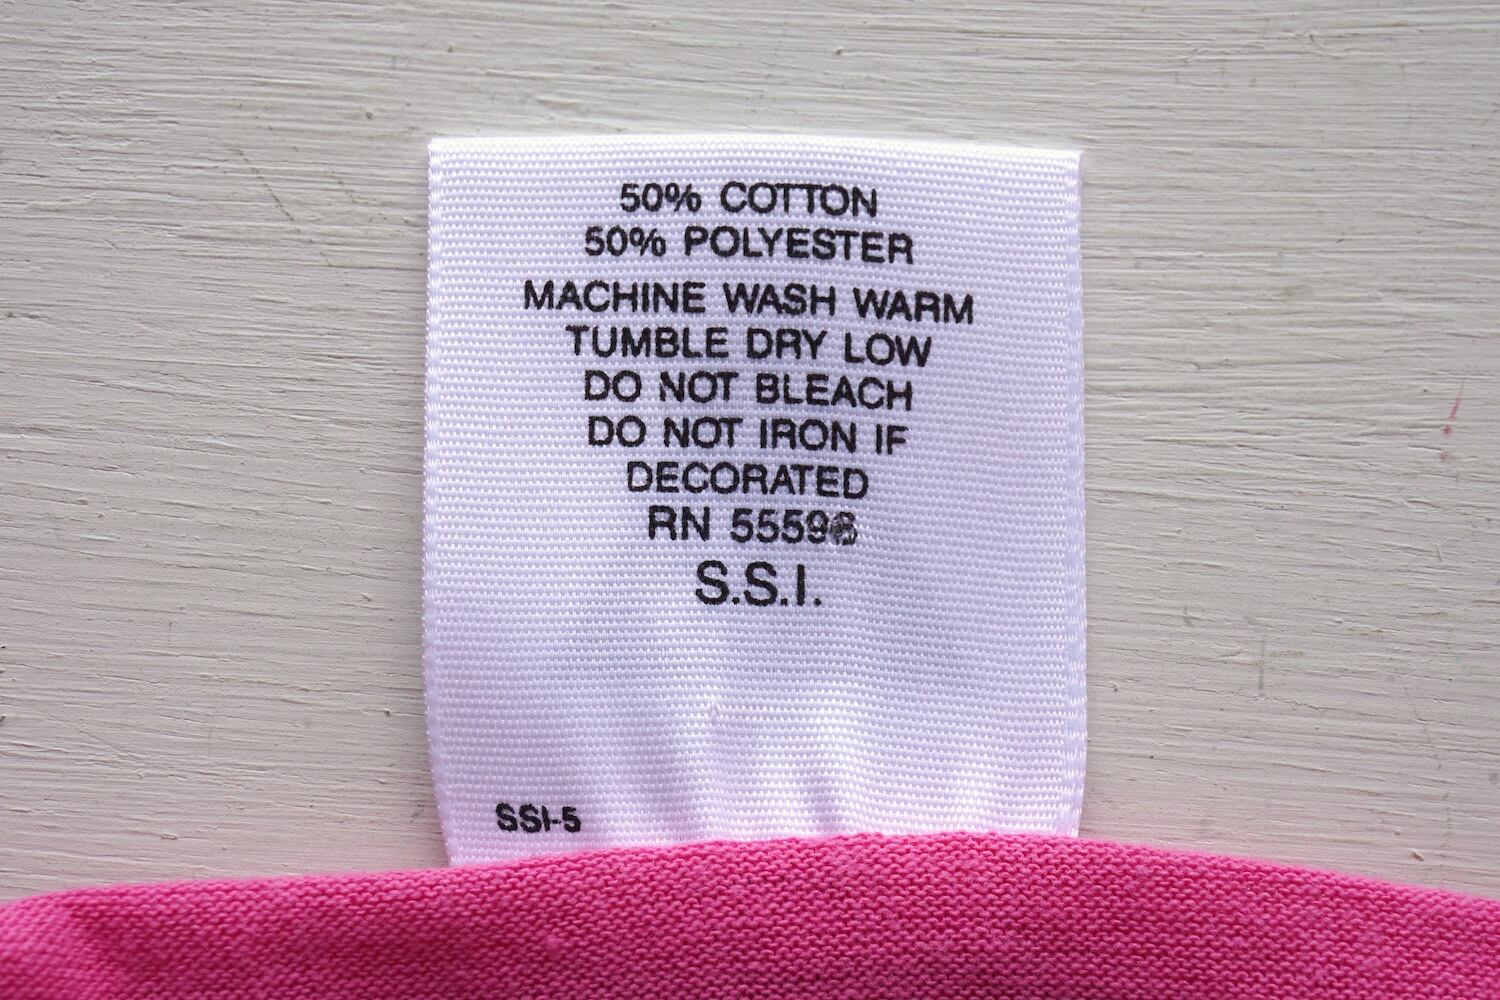 50% COTTON
50% POLYESTER
MACHINE WASH WARM
TUMBLE DRY LOW
DO NOT BLEACH
DO NOT IRON IF
DECORATED
RN
S.S.I.
SSI-5